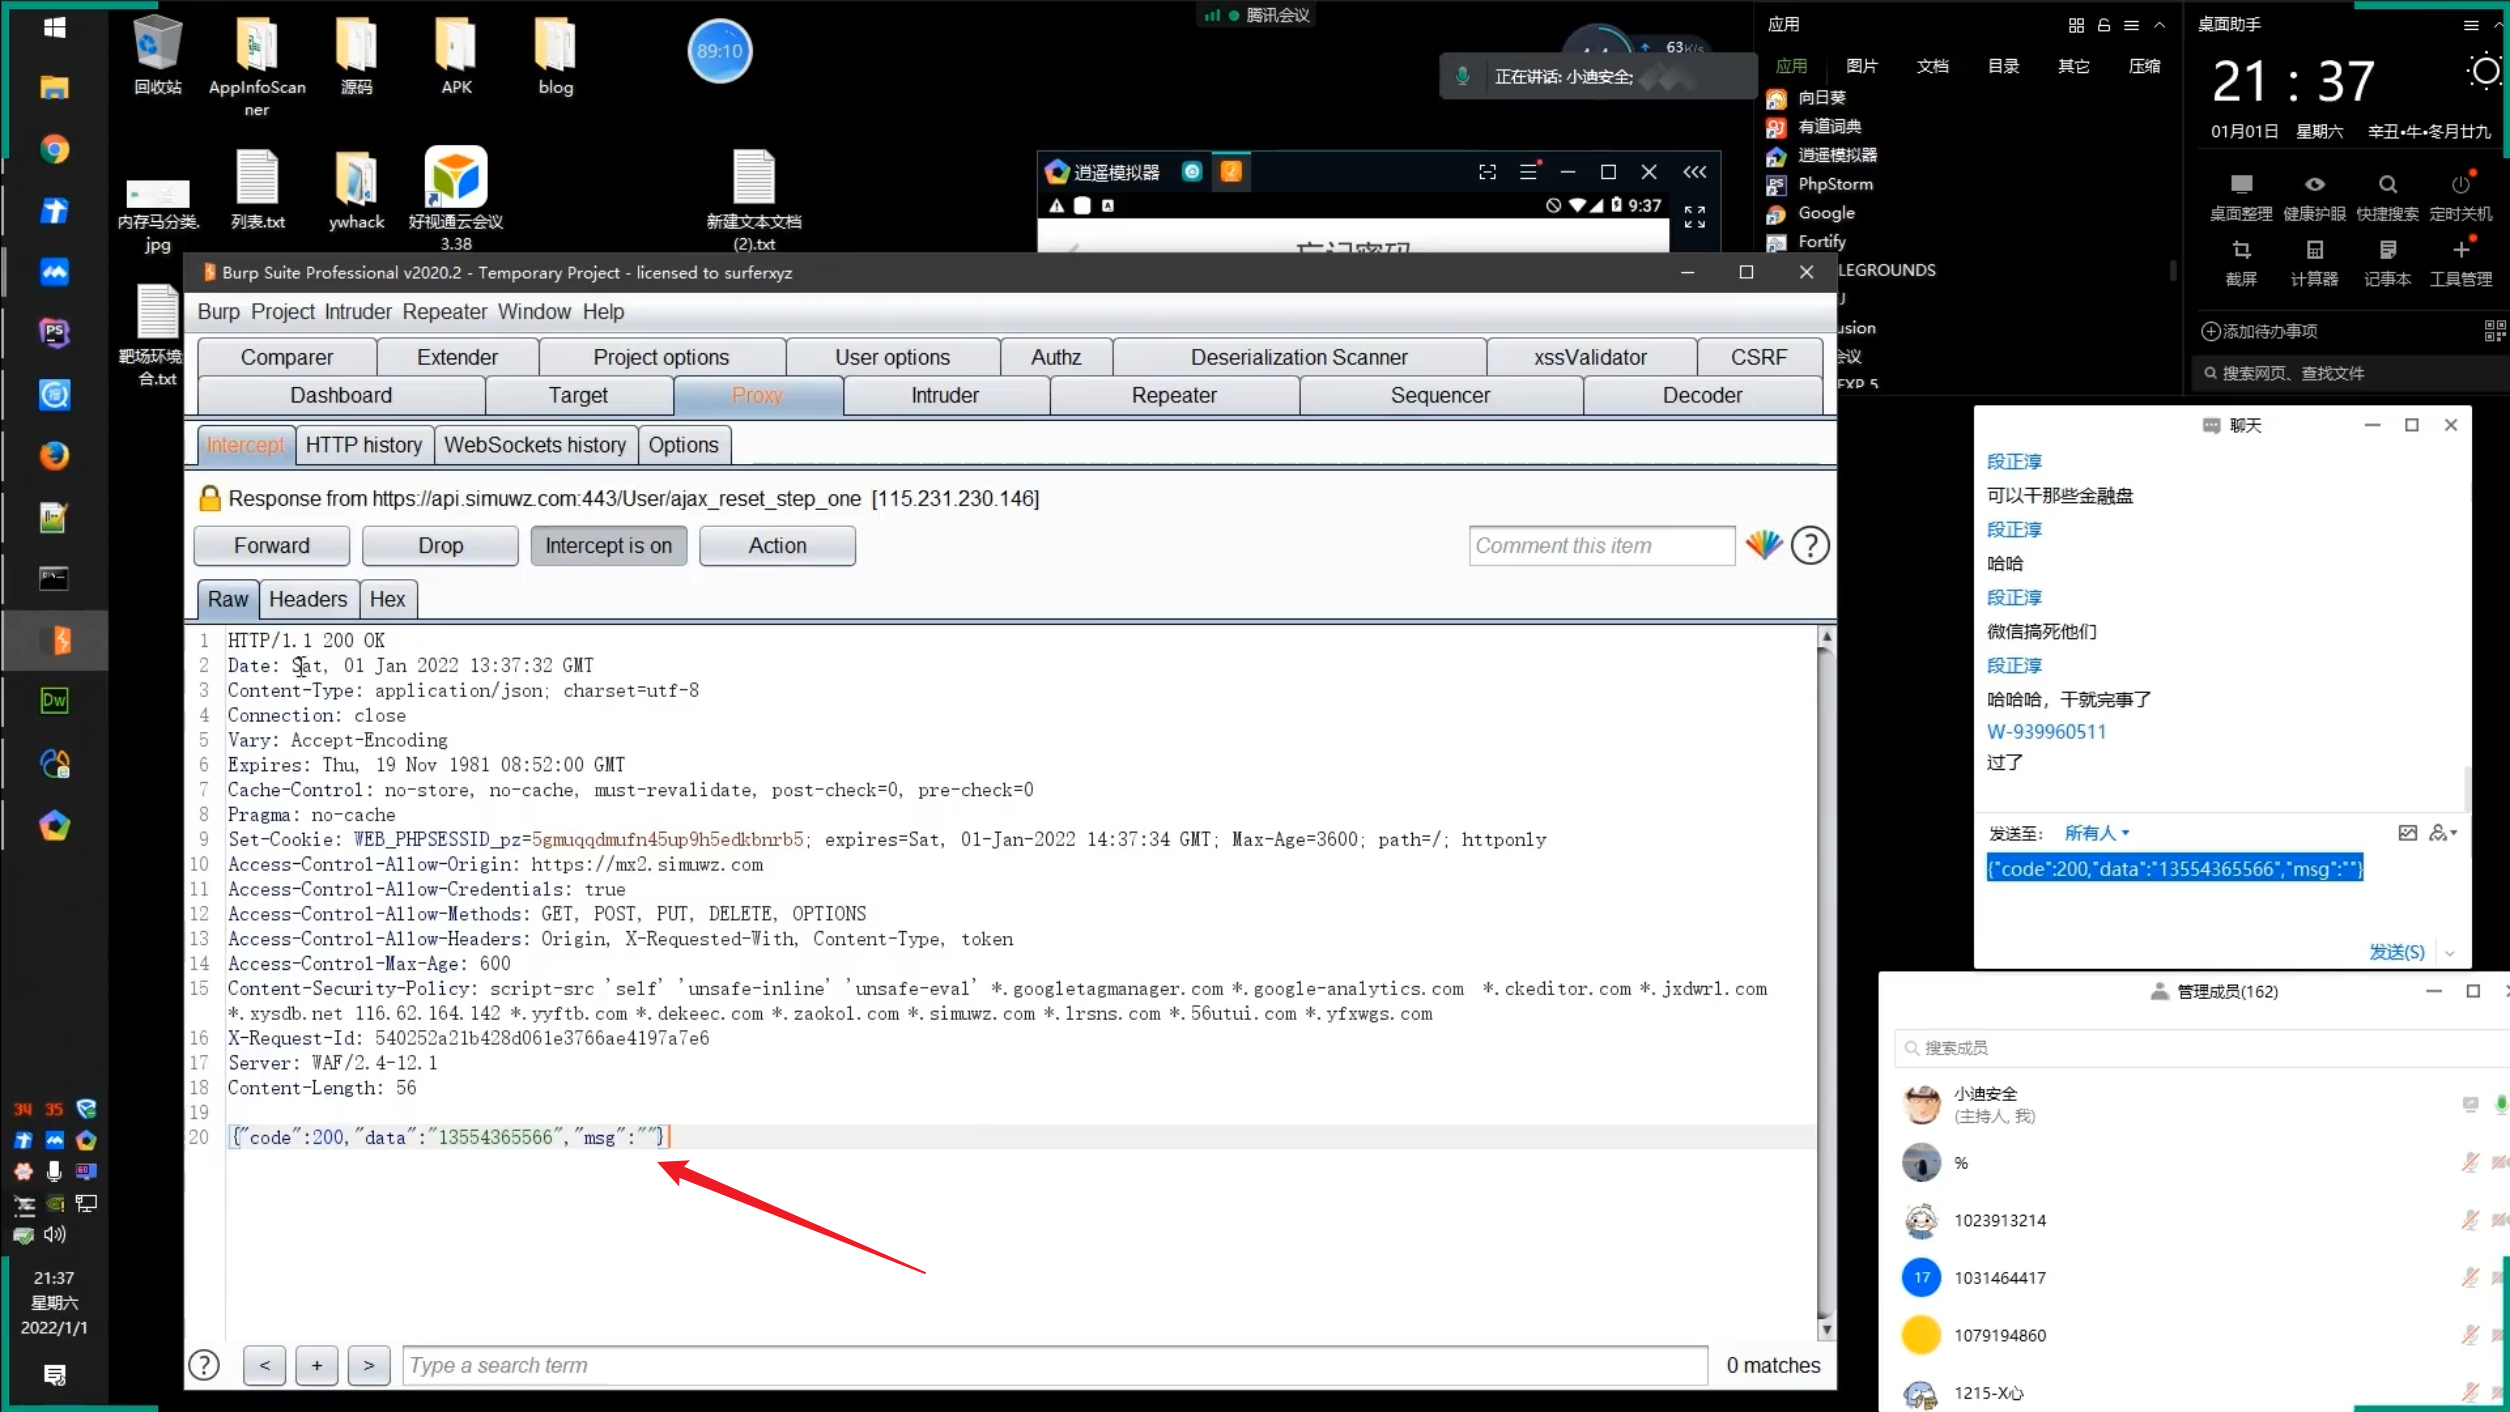 腾讯会议
回收站
AppInfoScan
ner
源码
APK
blog
89:10
63K/s
正在讲话: 小迪安全;
应用
应用
图片
文档
目录
其它
压缩
向日葵
有道词典
逍遥模拟器
PhpStorm
Google
Fortify
LEGROUNDS
usion
桌面助手
21 : 37
01月01日 星期六 辛丑•牛•冬月廿九
桌面整理
健康护眼
快捷搜索
定时关机
截屏
计算器
记事本
工具管理
添加待办事项
搜索网页、查找文件
内存马分类.
jpg
列表.txt
ywhack
好视通云会议
3.38
新建文本文档
(2).txt
靶场环境
合.txt
逍遥模拟器
9:37
忘记密码
Burp Suite Professional v2020.2 - Temporary Project - licensed to surferxyz
Burp Project Intruder Repeater Window Help
Comparer
Extender
Project options
User options
Authz
Deserialization Scanner
xssValidator
CSRF
Dashboard
Target
Proxy
Intruder
Repeater
Sequencer
Decoder
Intercept
HTTP history
WebSockets history
Options
Response from https://api.simuwz.com:443/User/ajax_reset_step_one [115.231.230.146]
Forward
Drop
Intercept is on
Action
Comment this item
Raw
Headers
Hex
1 HTTP/1.1 200 OK
2 Date: Sat, 01 Jan 2022 13:37:32 GMT
3 Content-Type: application/json; charset=utf-8
4 Connection: close
5 Vary: Accept-Encoding
6 Expires: Thu, 19 Nov 1981 08:52:00 GMT
7 Cache-Control: no-store, no-cache, must-revalidate, post-check=0, pre-check=0
8 Pragma: no-cache
9 Set-Cookie: WEB_PHPSESSID_pz=5gmuqqdmufn45up9h5edkbnrb5; expires=Sat, 01-Jan-2022 14:37:34 GMT; Max-Age=3600; path=/; httponly
10 Access-Control-Allow-Origin: https://mx2.simuwz.com
11 Access-Control-Allow-Credentials: true
12 Access-Control-Allow-Methods: GET, POST, PUT, DELETE, OPTIONS
13 Access-Control-Allow-Headers: Origin, X-Requested-With, Content-Type, token
14 Access-Control-Max-Age: 600
15 Content-Security-Policy: script-src 'self' 'unsafe-inline' 'unsafe-eval' *.googletagmanager.com *.google-analytics.com *.ckeditor.com *.jxdwrl.com
*.xysdb.net 116.62.164.142 *.yyftb.com *.dekeec.com *.zaokol.com *.simuwz.com *.lrsns.com *.56utui.com *.yfxwgs.com
16 X-Request-Id: 540252a21b428d061e3766ae4197a7e6
17 Server: WAF/2.4-12.1
18 Content-Length: 56
19
20 {"code":200,"data":"13554365566","msg":""}
<
+
>
Type a search term
0 matches
聊天
段正淳
可以干那些金融盘
段正淳
哈哈
段正淳
微信搞死他们
段正淳
哈哈哈，干就完事了
W-939960511
过了
发送至: 所有人
{"code":200,"data":"13554365566","msg":""}
发送(S)
管理成员(162)
搜索成员
小迪安全
(主持人, 我)
%
1023913214
17
1031464417
1079194860
1215-X心
34 35
21:37
星期六
2022/1/1